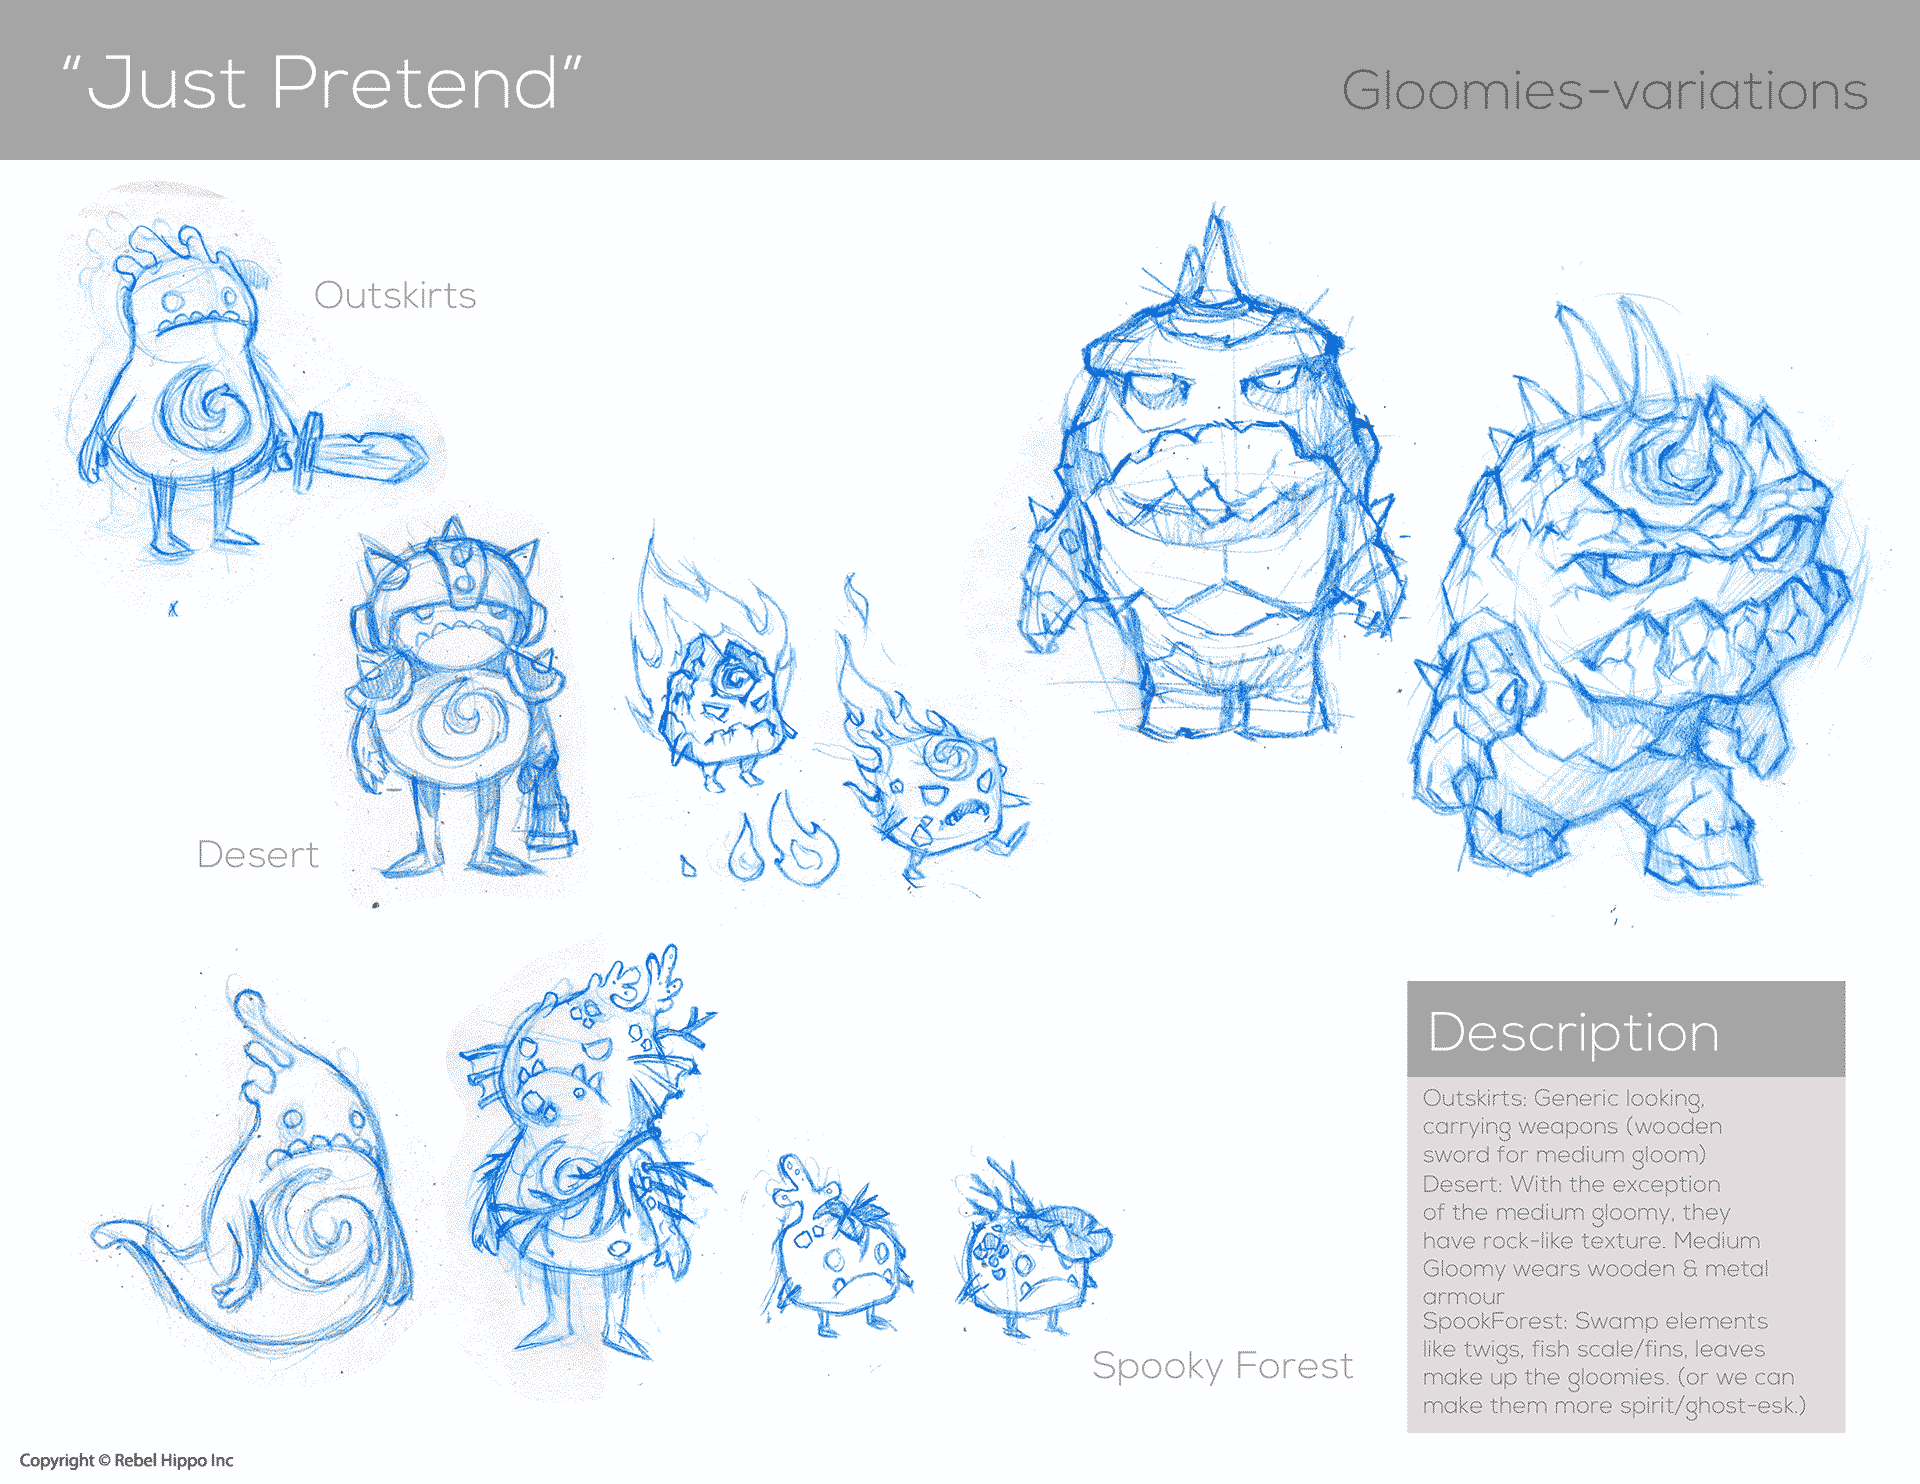 “Just Pretend”
Gloomies-variations
Outskirts
Desert
Spooky Forest
Description
Outskirts: Generic looking,
carrying weapons (wooden
sword for medium gloom)
Desert: With the exception
of the medium gloomy, they
have rock-like texture. Medium
Gloomy wears wooden & metal
armour
SpookForest: Swamp elements
like twigs, fish scale/fins, leaves
make up the gloomies. (or we can
make them more spirit/ghost-esk.)
Copyright © Rebel Hippo Inc